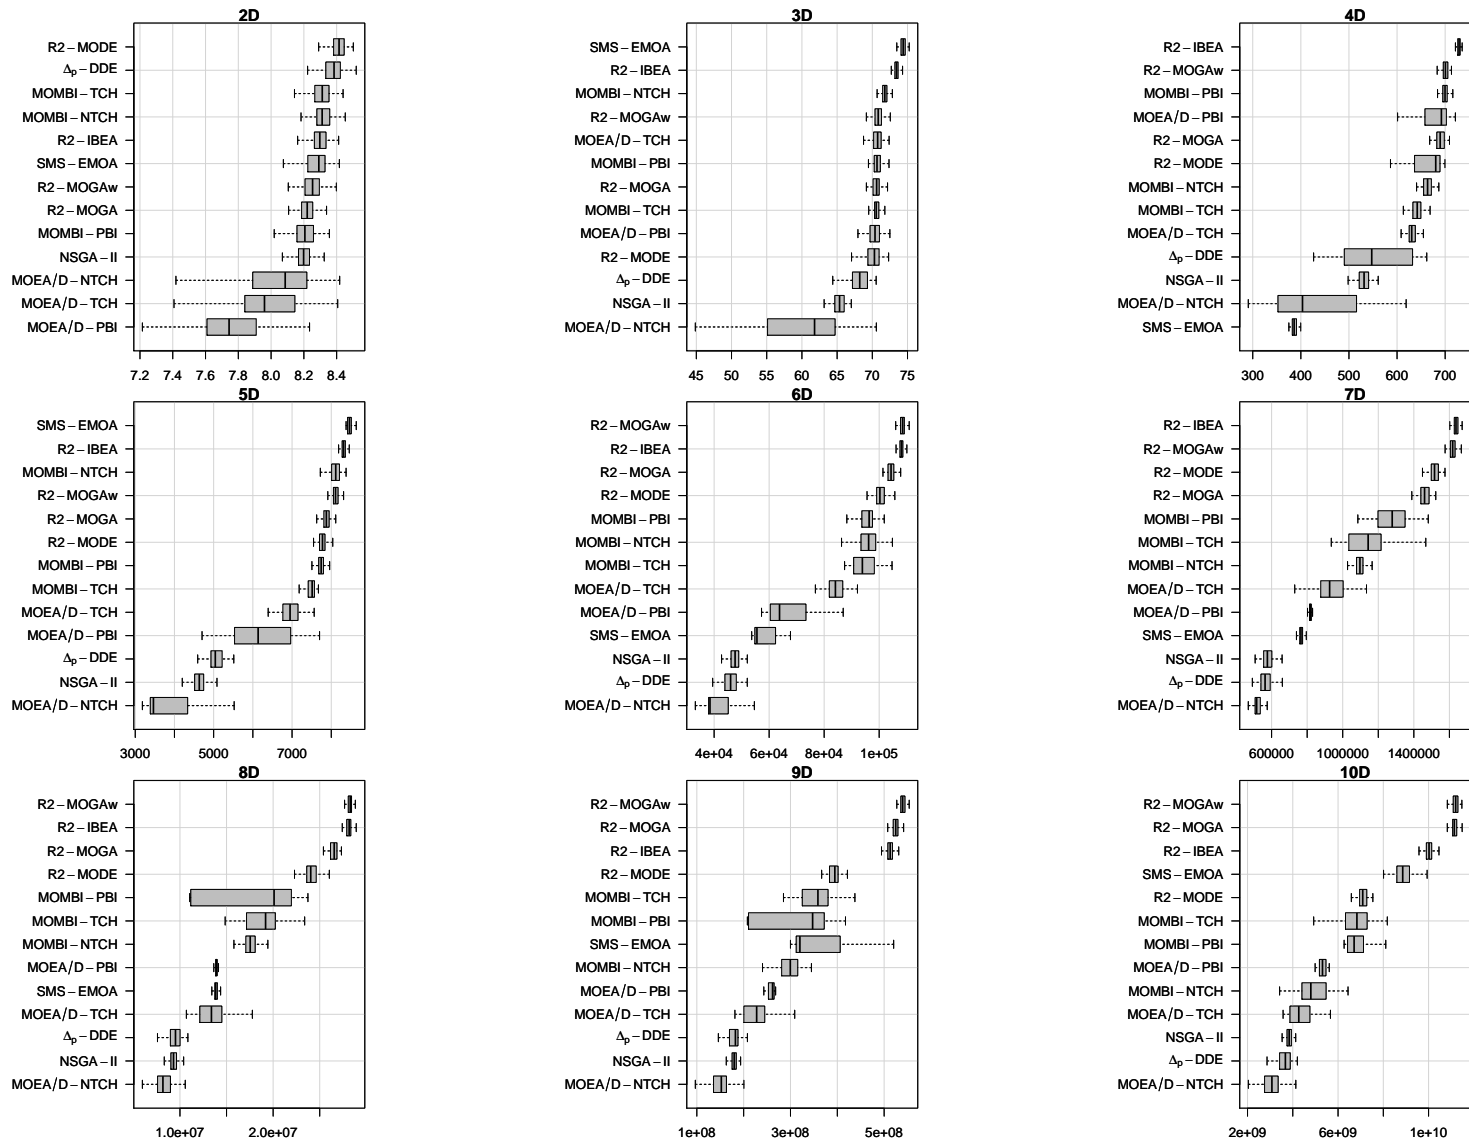 2D
R2−MODE
Δp−DDE
MOMBI−TCH
MOMBI−NTCH
R2−IBEA
SMS−EMOA
R2−MOGAw
R2−MOGA
MOMBI−PBI
NSGA−II
MOEA/D−NTCH
MOEA/D−TCH
MOEA/D−PBI
7.2 7.4 7.6 7.8 8.0 8.2 8.4
3D
SMS−EMOA
R2−IBEA
MOMBI−NTCH
R2−MOGAw
MOEA/D−TCH
MOMBI−PBI
R2−MOGA
MOMBI−TCH
MOEA/D−PBI
R2−MODE
Δp−DDE
NSGA−II
MOEA/D−NTCH
45 50 55 60 65 70 75
4D
R2−IBEA
R2−MOGAw
MOMBI−PBI
MOEA/D−PBI
R2−MOGA
R2−MODE
MOMBI−NTCH
MOMBI−TCH
MOEA/D−TCH
Δp−DDE
NSGA−II
MOEA/D−NTCH
SMS−EMOA
300 400 500 600 700
5D
SMS−EMOA
R2−IBEA
MOMBI−NTCH
R2−MOGAw
R2−MOGA
R2−MODE
MOMBI−PBI
MOMBI−TCH
MOEA/D−TCH
MOEA/D−PBI
Δp−DDE
NSGA−II
MOEA/D−NTCH
3000 5000 7000
6D
R2−MOGAw
R2−IBEA
R2−MOGA
R2−MODE
MOMBI−PBI
MOMBI−NTCH
MOMBI−TCH
MOEA/D−TCH
MOEA/D−PBI
SMS−EMOA
NSGA−II
Δp−DDE
MOEA/D−NTCH
4e+04 6e+04 8e+04 1e+05
7D
R2−IBEA
R2−MOGAw
R2−MODE
R2−MOGA
MOMBI−PBI
MOMBI−TCH
MOMBI−NTCH
MOEA/D−TCH
MOEA/D−PBI
SMS−EMOA
NSGA−II
Δp−DDE
MOEA/D−NTCH
600000 1000000 1400000
8D
R2−MOGAw
R2−IBEA
R2−MOGA
R2−MODE
MOMBI−PBI
MOMBI−TCH
MOMBI−NTCH
MOEA/D−PBI
SMS−EMOA
MOEA/D−TCH
Δp−DDE
NSGA−II
MOEA/D−NTCH
1.0e+07 2.0e+07
9D
R2−MOGAw
R2−MOGA
R2−IBEA
R2−MODE
MOMBI−TCH
MOMBI−PBI
SMS−EMOA
MOMBI−NTCH
MOEA/D−PBI
MOEA/D−TCH
Δp−DDE
NSGA−II
MOEA/D−NTCH
1e+08 3e+08 5e+08
10D
R2−MOGAw
R2−MOGA
R2−IBEA
SMS−EMOA
R2−MODE
MOMBI−TCH
MOMBI−PBI
MOEA/D−PBI
MOMBI−NTCH
MOEA/D−TCH
NSGA−II
Δp−DDE
MOEA/D−NTCH
2e+09 6e+09 1e+10